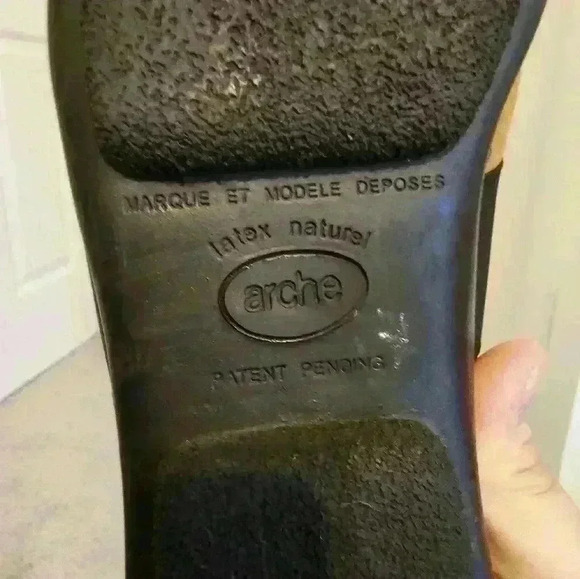 MARQUE ET MODELE DEPOSES
latex naturel
arche
PATENT PENDING